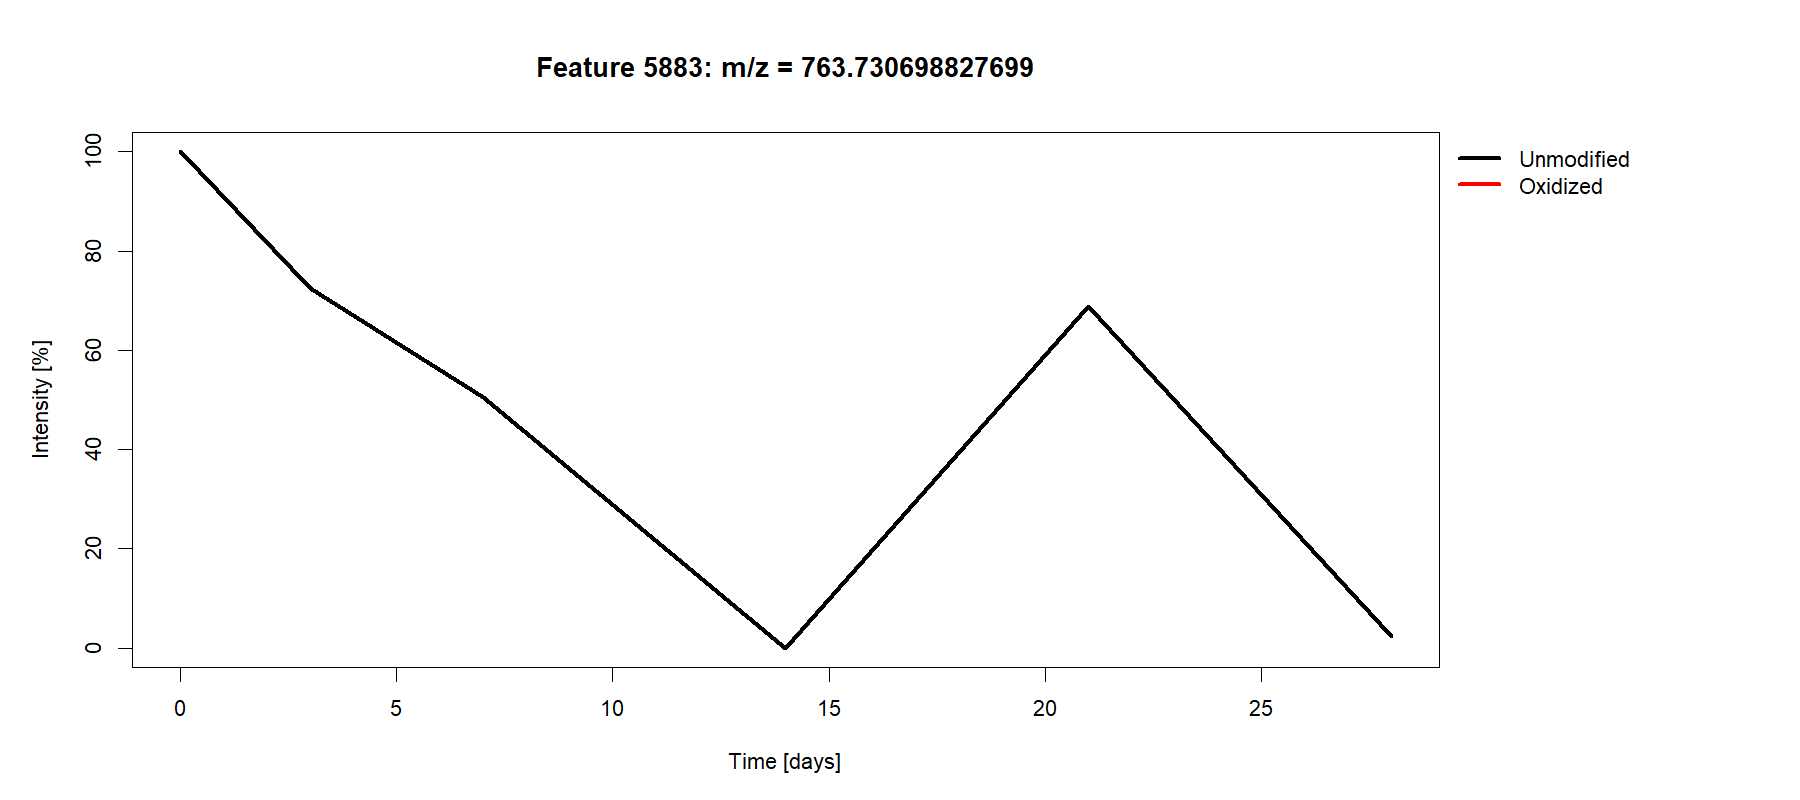 Feature 5883: m/z = 763.730698827699
Unmodified
Oxidized
Intensity [%]
100
80
60
40
20
0
0 5 10 15 20 25
Time [days]